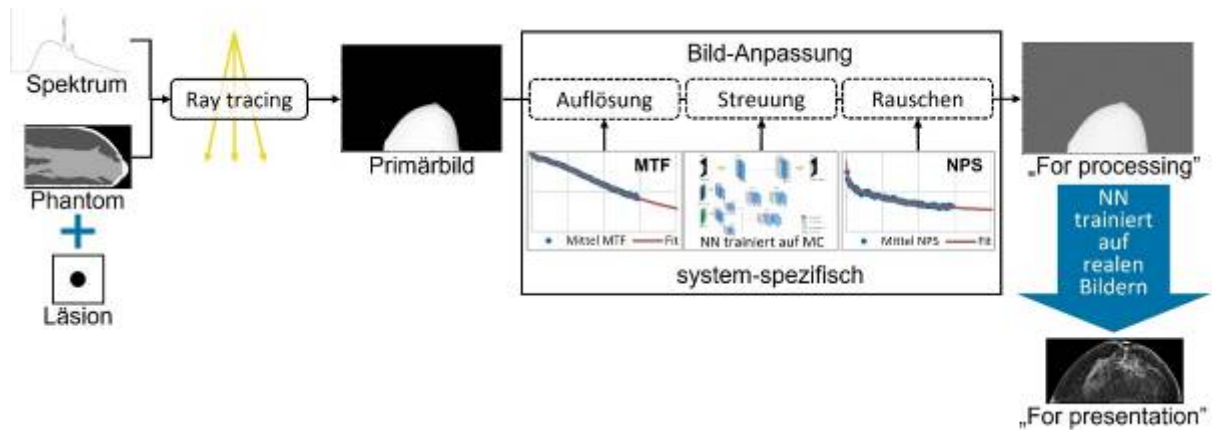 Spektrum
Phantom
Läsion
Ray tracing
Primärbild
Bild-Anpassung
Auflösung
Streuung
Rauschen
MTF
Mittel MTF
Fit
NN trainiert auf MC
NPS
Mittel NPS
Fit
system-spezifisch
„For processing”
NN
trainiert
auf
realen
Bildern
„For presentation”